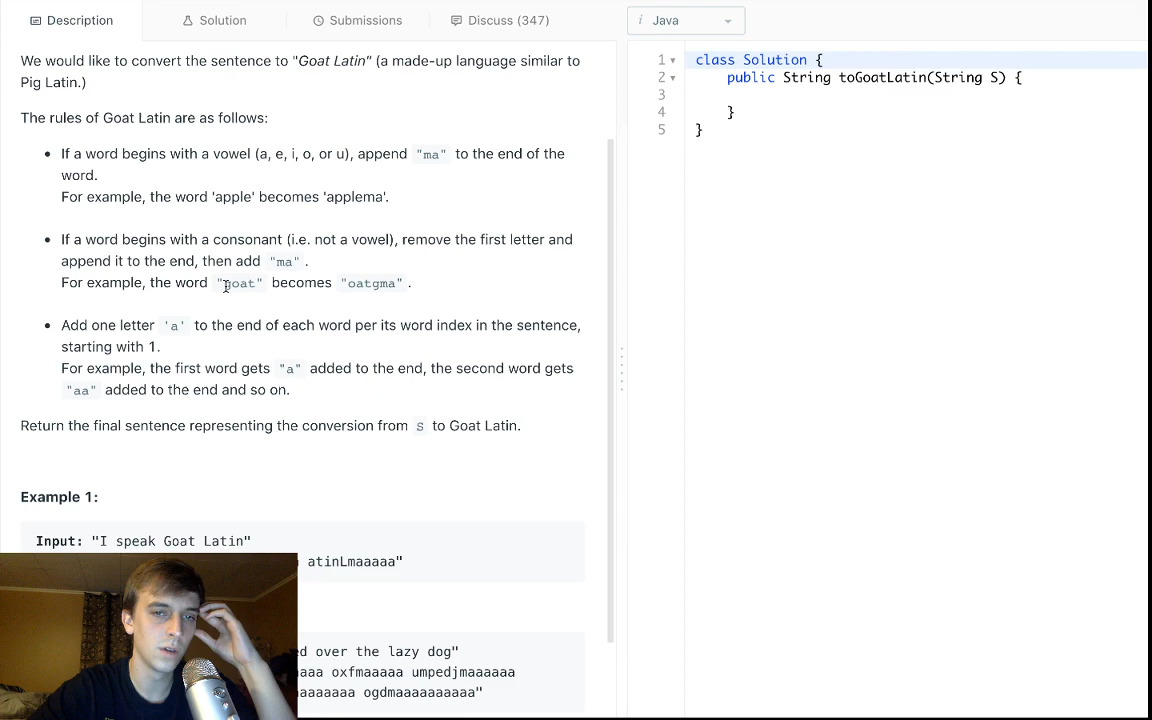 Description Solution Submissions Discuss (347) i Java
We would like to convert the sentence to "Goat Latin" (a made-up language similar to
Pig Latin.)
The rules of Goat Latin are as follows:
If a word begins with a vowel (a, e, i, o, or u), append "ma" to the end of the
word.
For example, the word 'apple' becomes 'applema'.
If a word begins with a consonant (i.e. not a vowel), remove the first letter and
append it to the end, then add "ma".
For example, the word "goat" becomes "oatgma".
Add one letter 'a' to the end of each word per its word index in the sentence,
starting with 1.
For example, the first word gets "a" added to the end, the second word gets
"aa" added to the end and so on.
Return the final sentence representing the conversion from S to Goat Latin.
Example 1:
Input: "I speak Goat Latin"
atinLmaaaaa"
ed over the lazy dog"
aaaa oxfmaaaaa umpedjmaaaaaa
aaaaaaaa ogdmaaaaaaaaaa"
1 class Solution {
2 public String toGoatLatin(String S) {
3
4 }
5 }